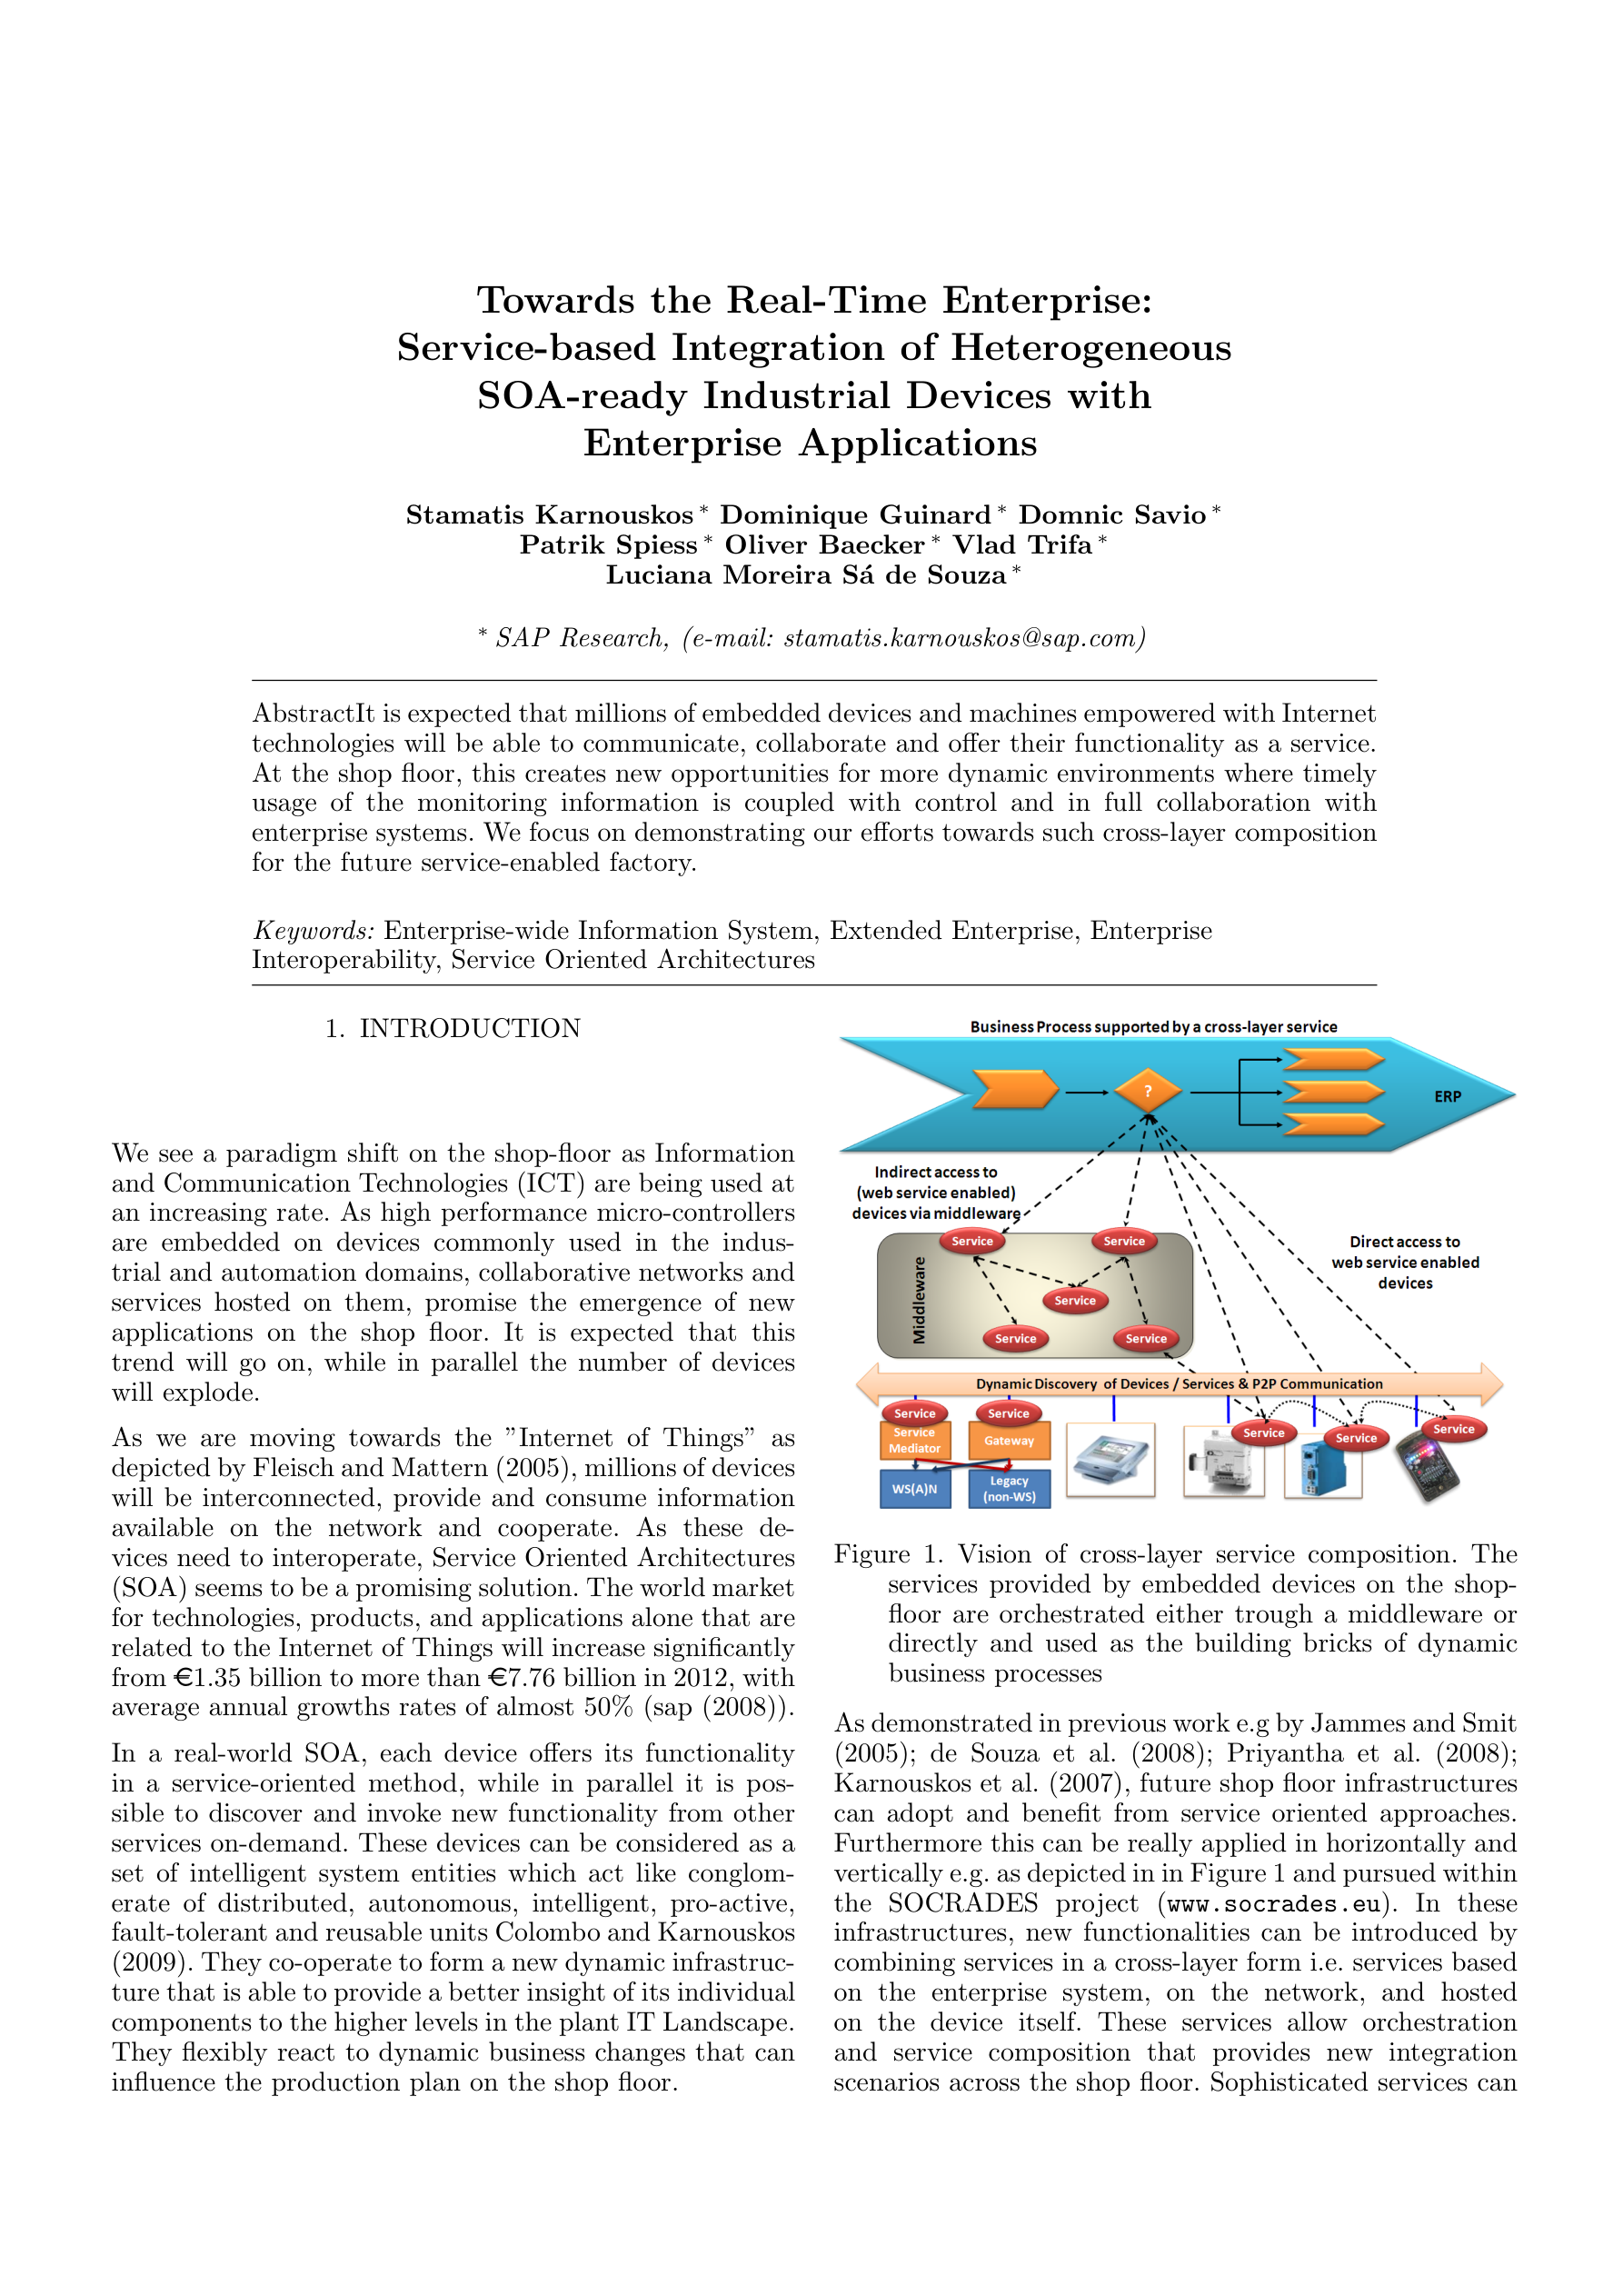 Towards the Real-Time Enterprise:
Service-based Integration of Heterogeneous
SOA-ready Industrial Devices with
Enterprise Applications
Stamatis Karnouskos * Dominique Guinard * Domnic Savio *
Patrik Spiess * Oliver Baecker * Vlad Trifa *
Luciana Moreira Sá de Souza *
* SAP Research, (e-mail: stamatis.karnouskos@sap.com)
AbstractIt is expected that millions of embedded devices and machines empowered with Internet
technologies will be able to communicate, collaborate and offer their functionality as a service.
At the shop floor, this creates new opportunities for more dynamic environments where timely
usage of the monitoring information is coupled with control and in full collaboration with
enterprise systems. We focus on demonstrating our efforts towards such cross-layer composition
for the future service-enabled factory.
Keywords: Enterprise-wide Information System, Extended Enterprise, Enterprise
Interoperability, Service Oriented Architectures
1. INTRODUCTION
We see a paradigm shift on the shop-floor as Information
and Communication Technologies (ICT) are being used at
an increasing rate. As high performance micro-controllers
are embedded on devices commonly used in the indus-
trial and automation domains, collaborative networks and
services hosted on them, promise the emergence of new
applications on the shop floor. It is expected that this
trend will go on, while in parallel the number of devices
will explode.
As we are moving towards the ”Internet of Things” as
depicted by Fleisch and Mattern (2005), millions of devices
will be interconnected, provide and consume information
available on the network and cooperate. As these de-
vices need to interoperate, Service Oriented Architectures
(SOA) seems to be a promising solution. The world market
for technologies, products, and applications alone that are
related to the Internet of Things will increase significantly
from €1.35 billion to more than €7.76 billion in 2012, with
average annual growths rates of almost 50% (sap (2008)).
In a real-world SOA, each device offers its functionality
in a service-oriented method, while in parallel it is pos-
sible to discover and invoke new functionality from other
services on-demand. These devices can be considered as a
set of intelligent system entities which act like conglom-
erate of distributed, autonomous, intelligent, pro-active,
fault-tolerant and reusable units Colombo and Karnouskos
(2009). They co-operate to form a new dynamic infrastruc-
ture that is able to provide a better insight of its individual
components to the higher levels in the plant IT Landscape.
They flexibly react to dynamic business changes that can
influence the production plan on the shop floor.
Business Process supported by a cross-layer service
?
ERP
Indirect access to
(web service enabled)
devices via middleware
Direct access to
web service enabled
devices
Middleware
Service
Service
Service
Service
Service
Dynamic Discovery of Devices / Services & P2P Communication
Service
Service
Service
Mediator
Gateway
WS(A)N
Legacy
(non-WS)
Service
Service
Service
Figure 1. Vision of cross-layer service composition. The
services provided by embedded devices on the shop-
floor are orchestrated either trough a middleware or
directly and used as the building bricks of dynamic
business processes
As demonstrated in previous work e.g by Jammes and Smit
(2005); de Souza et al. (2008); Priyantha et al. (2008);
Karnouskos et al. (2007), future shop floor infrastructures
can adopt and benefit from service oriented approaches.
Furthermore this can be really applied in horizontally and
vertically e.g. as depicted in in Figure 1 and pursued within
the SOCRADES project (www.socrades.eu). In these
infrastructures, new functionalities can be introduced by
combining services in a cross-layer form i.e. services based
on the enterprise system, on the network, and hosted
on the device itself. These services allow orchestration
and service composition that provides new integration
scenarios across the shop floor. Sophisticated services can